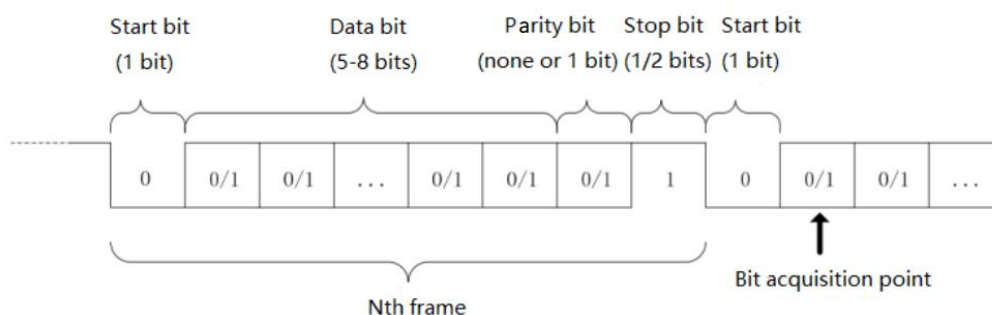 Start bit Data bit Parity bit Stop bit Start bit
(1 bit) (5-8 bits) (none or 1 bit) (1/2 bits) (1 bit)
0 0/1 0/1 ... 0/1 0/1 0/1 1 0 0/1 0/1 ...
Bit acquisition point
Nth frame